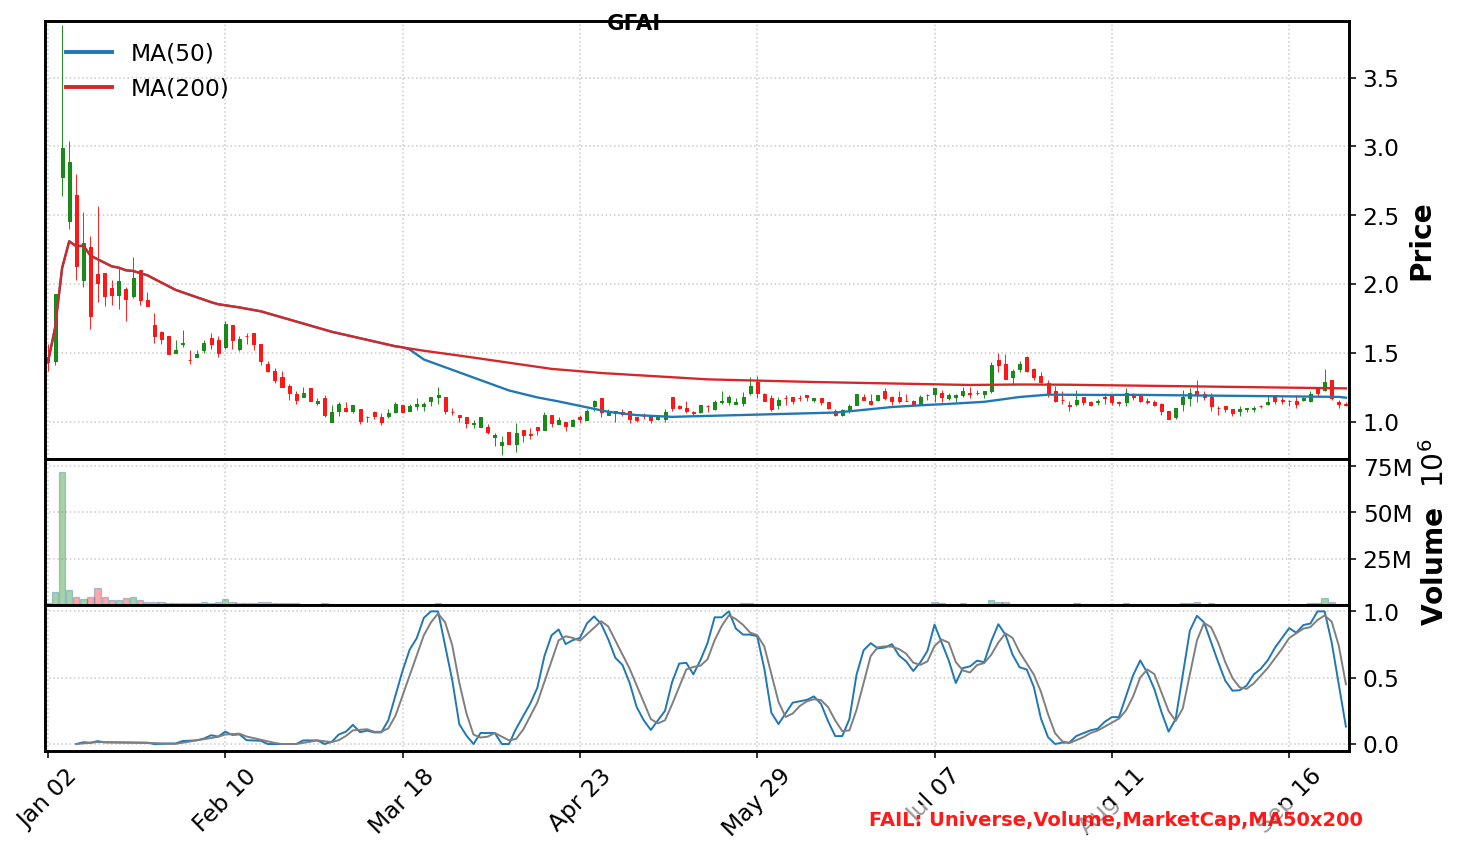 GFAI
MA(50)
MA(200)
3.5
3.0
2.5
2.0
1.5
1.0
Price
75M
50M
25M
Volume 10^6
1.0
0.5
0.0
Jan 02
Feb 10
Mar 18
Apr 23
May 29
Jul 07
Aug 11
Sep 16
FAIL: Universe,Volume,MarketCap,MA50x200